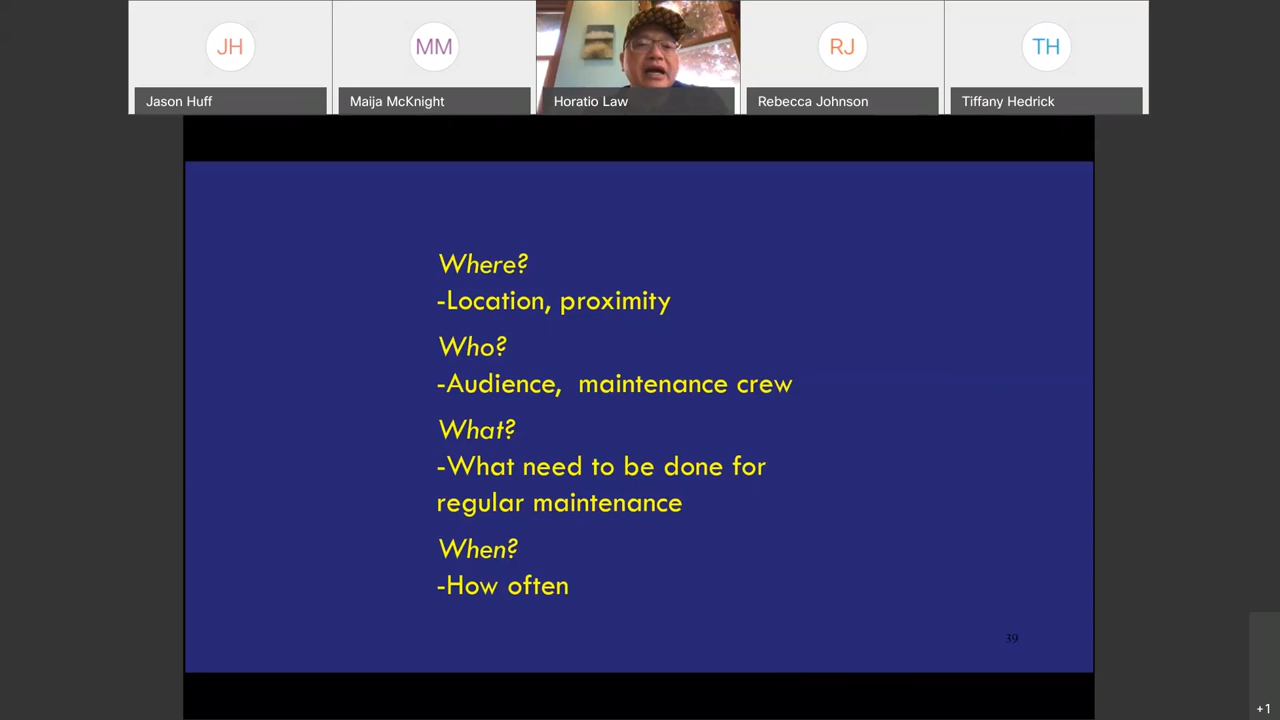 JH
MM
RJ
TH
Jason Huff
Maija McKnight
Horatio Law
Rebecca Johnson
Tiffany Hedrick
Where?
-Location, proximity
Who?
-Audience,  maintenance crew
What?
-What need to be done for
regular maintenance
When?
-How often
39
+1